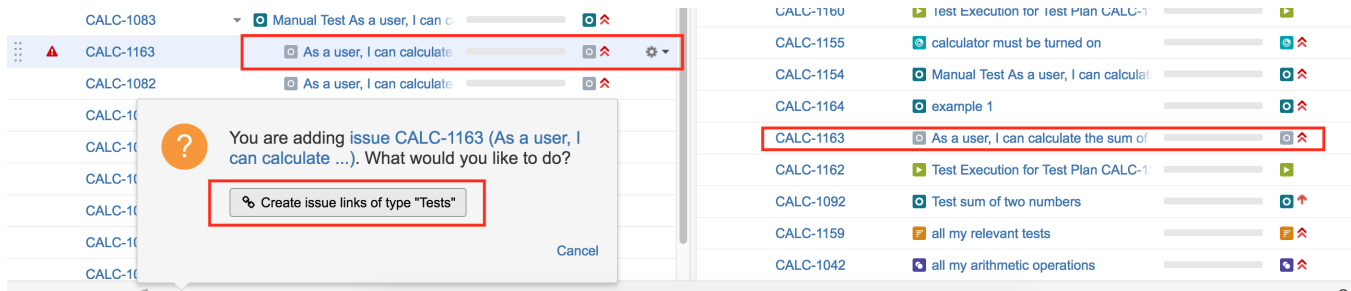 CALC-1083 Manual Test As a user, I can c
CALC-1163 As a user, I can calculate
CALC-1082 As a user, I can calculate
CALC-10
CALC-10
CALC-10
CALC-10
CALC-10
CALC-10
You are adding issue CALC-1163 (As a user, I
can calculate ...). What would you like to do?
Create issue links of type "Tests"
Cancel
CALC-1160 Test Execution for Test Plan CALC-1
CALC-1155 calculator must be turned on
CALC-1154 Manual Test As a user, I can calculat
CALC-1164 example 1
CALC-1163 As a user, I can calculate the sum of
CALC-1162 Test Execution for Test Plan CALC-1
CALC-1092 Test sum of two numbers
CALC-1159 all my relevant tests
CALC-1042 all my arithmetic operations